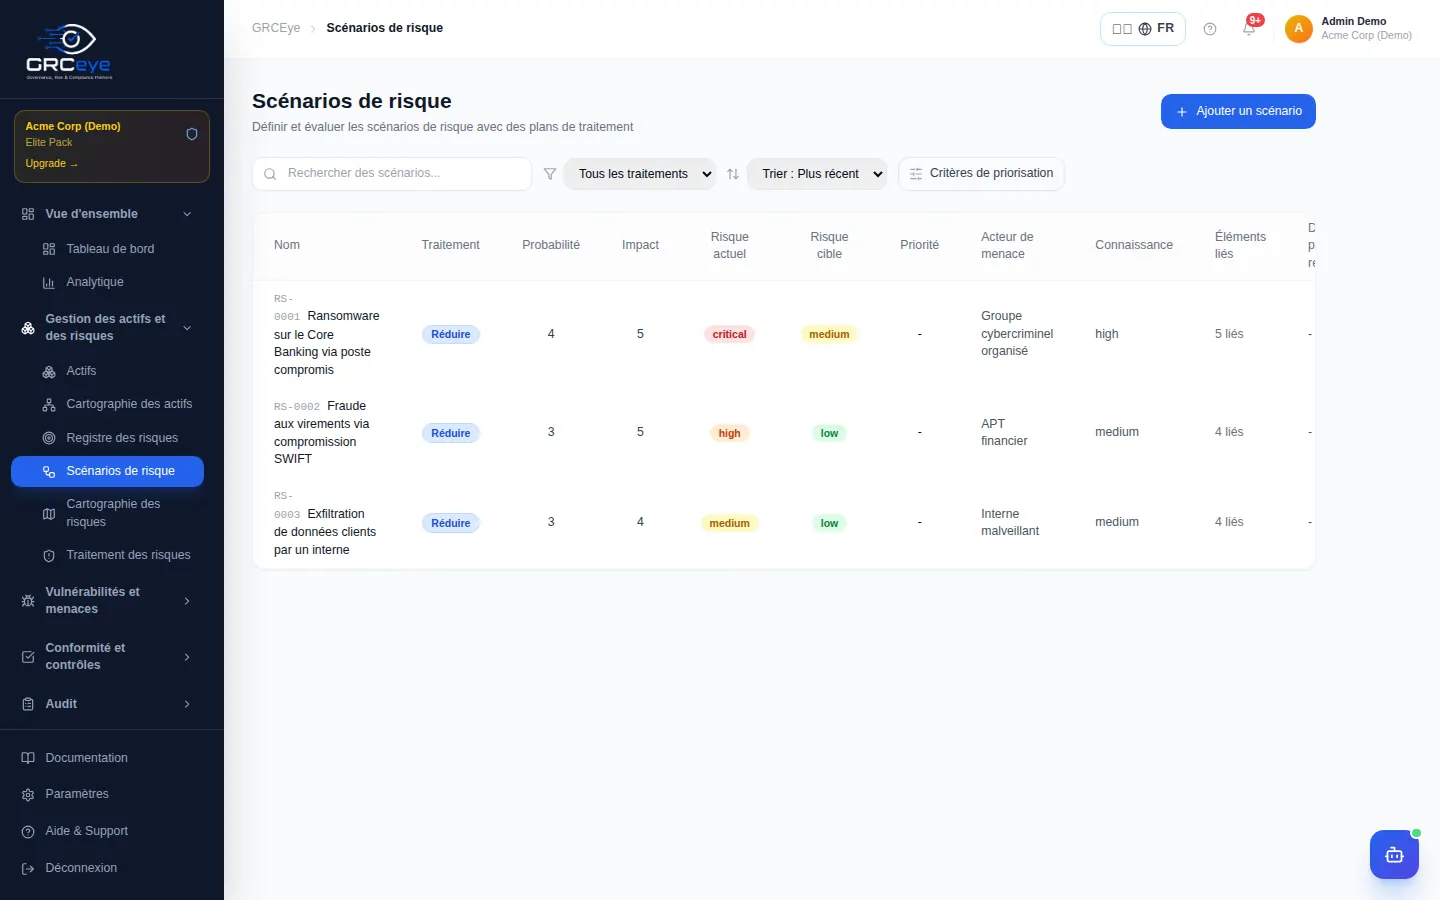 GRCeye
Governance, Risk & Compliance Platform
Acme Corp (Demo)
Elite Pack
Upgrade →
Vue d'ensemble
Tableau de bord
Analytique
Gestion des actifs et
des risques
Actifs
Cartographie des actifs
Registre des risques
Scénarios de risque
Cartographie des
risques
Traitement des risques
Vulnérabilités et
menaces
Conformité et
contrôles
Audit
Documentation
Paramètres
Aide & Support
Déconnexion
GRCEye > Scénarios de risque
FR
9+
A
Admin Demo
Acme Corp (Demo)
Scénarios de risque
Définir et évaluer les scénarios de risque avec des plans de traitement
+ Ajouter un scénario
Rechercher des scénarios...
Tous les traitements
Trier : Plus récent
Critères de priorisation
Nom
Traitement
Probabilité
Impact
Risque
actuel
Risque
cible
Priorité
Acteur de
menace
Connaissance
Éléments
liés
RS-
0001 Ransomware
sur le Core
Banking via poste
compromis
Réduire
4
5
critical
medium
-
Groupe
cybercriminel
organisé
high
5 liés
-
RS-0002 Fraude
aux virements via
compromission
SWIFT
Réduire
3
5
high
low
-
APT
financier
medium
4 liés
-
RS-
0003 Exfiltration
de données clients
par un interne
Réduire
3
4
medium
low
-
Interne
malveillant
medium
4 liés
-